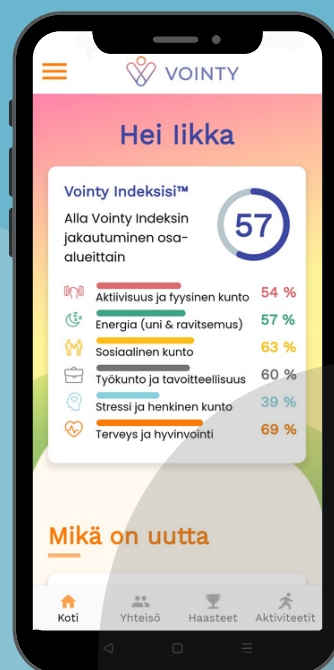 VOINTY
Hei Iikka
Vointy Indeksisi™
Alla Vointy Indeksin
jakautuminen osa-
alueittain
57
Aktiivisuus ja fyysinen kunto 54 %
Energia (uni & ravitsemus) 57 %
Sosiaalinen kunto 63 %
Työkunto ja tavoitteellisuus 60 %
Stressi ja henkinen kunto 39 %
Terveys ja hyvinvointi 69 %
Mikä on uutta
Koti Yhteisö Haasteet Aktiviteetit